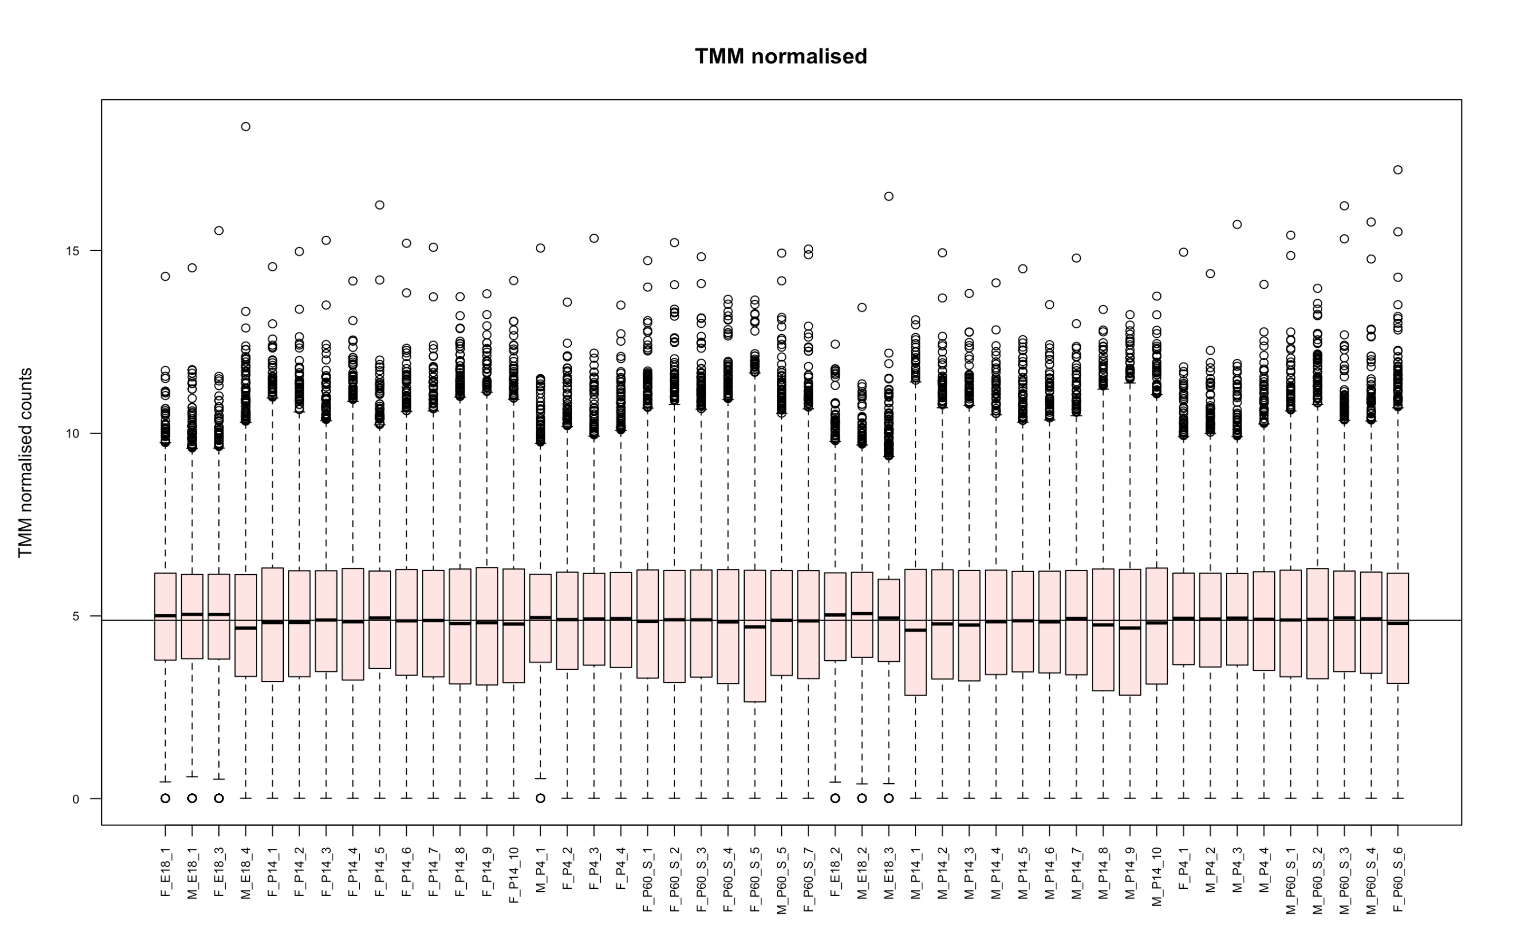 TMM normalised
TMM normalised counts
15
10
5
0
F_E18_1
M_E18_1
F_E18_3
M_E18_4
F_P14_1
F_P14_2
F_P14_3
F_P14_4
F_P14_5
F_P14_6
F_P14_7
F_P14_8
F_P14_9
F_P14_10
M_P4_1
F_P4_2
F_P4_3
F_P4_4
F_P60_S_1
F_P60_S_2
F_P60_S_3
F_P60_S_4
F_P60_S_5
M_P60_S_5
F_P60_S_7
F_E18_2
M_E18_2
M_E18_3
M_P14_1
M_P14_2
M_P14_3
M_P14_4
M_P14_5
M_P14_6
M_P14_7
M_P14_8
M_P14_9
M_P14_10
F_P4_1
M_P4_2
M_P4_3
M_P4_4
M_P60_S_1
M_P60_S_2
M_P60_S_3
M_P60_S_4
F_P60_S_6